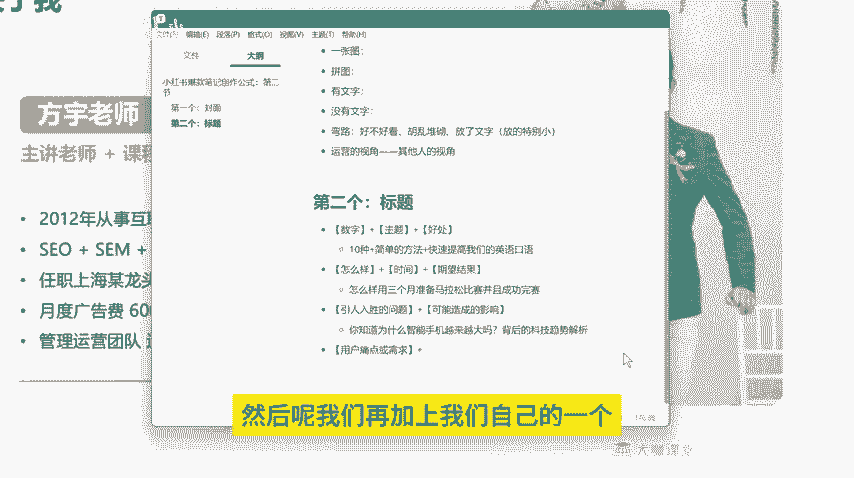 方宇老师
主讲老师 + 课程
• 2012年从事互联
• SEO + SEM +
• 任职上海某龙头
• 月度广告费 600
• 管理运营团队
文件(F) 编辑(E) 段落(P) 格式(O) 视图(V) 主题(T) 帮助(H)
文件 大纲
小红书爆款笔记创作公式：第二
节
第一个：封面
第二个：标题
• 一张图：
• 拼图：
• 有文字：
• 没有文字：
• 弯路：好不好看、胡乱堆砌、放了文字（放的特别小）
• 运营的视角——其他人的视角
第二个：标题
• 【数字】+【主题】+【好处】
◦ 10种+简单的方法+快速提高我们的英语口语
• 【怎么样】+【时间】+【期望结果】
◦ 怎么样用三个月准备马拉松比赛并且成功完赛
• 【引人入胜的问题】+【可能造成的影响】
◦ 你知道为什么智能手机越来越大吗？背后的科技趋势解析
• 【用户痛点或需求】+
然后呢我们再加上我们自己的一个